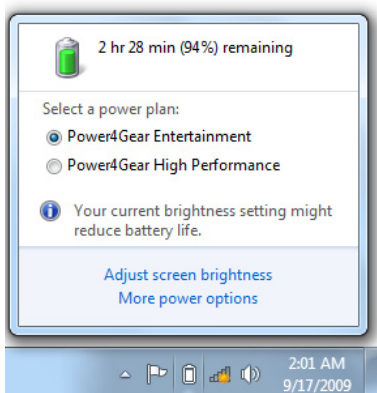 2 hr 28 min (94%) remaining
Select a power plan:
Power4Gear Entertainment
Power4Gear High Performance
Your current brightness setting might
reduce battery life.
Adjust screen brightness
More power options
2:01 AM
9/17/2009